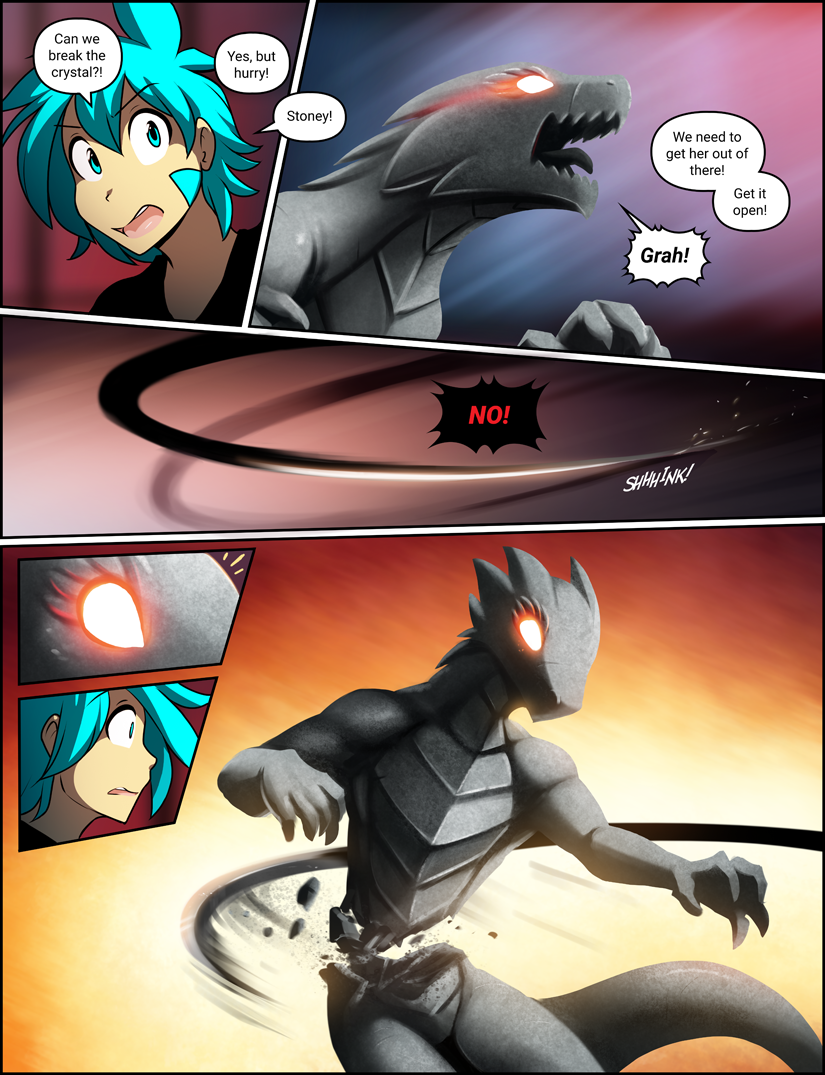 Can we
break the
crystal?!
Yes, but
hurry!
Stoney!
We need to
get her out of
there!
Get it
open!
Grah!
NO!
SHHHINK!